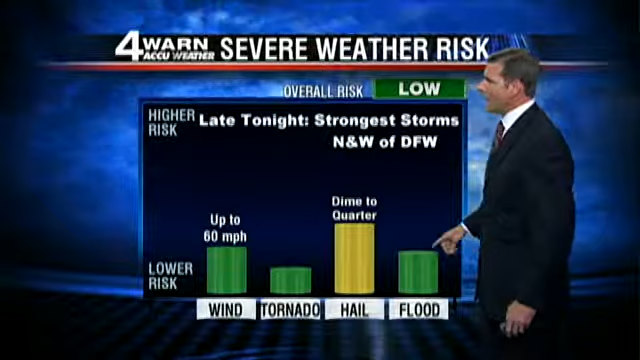 4WARN
ACCU WEATHER
SEVERE WEATHER RISK
OVERALL RISK LOW
HIGHER RISK
Late Tonight: Strongest Storms
N&W of DFW
Up to
60 mph
Dime to
Quarter
LOWER RISK
WIND TORNADO HAIL FLOOD